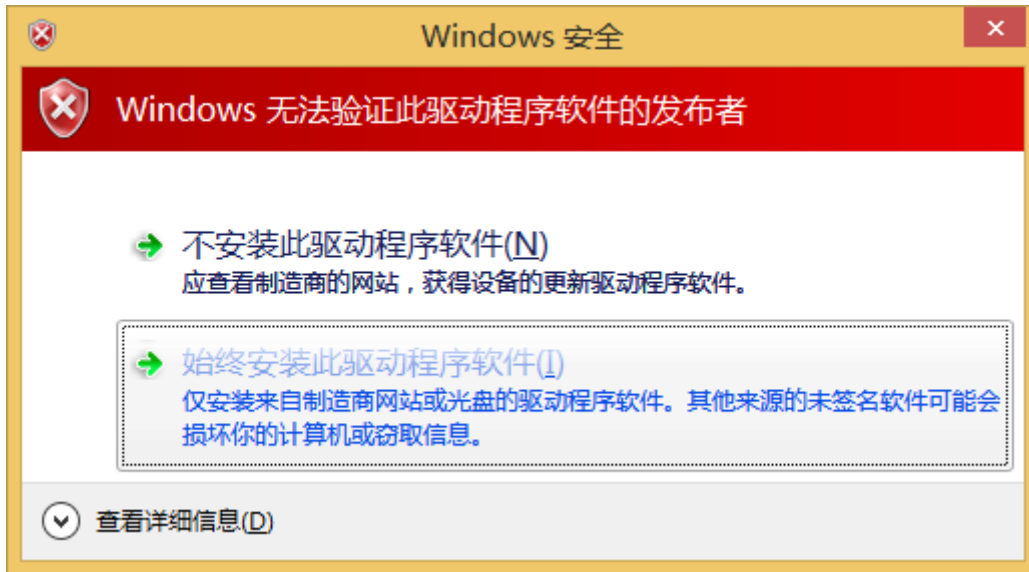 Windows 安全
Windows 无法验证此驱动程序软件的发布者
不安装此驱动程序软件(N)
应查看制造商的网站，获得设备的更新驱动程序软件。
始终安装此驱动程序软件(I)
仅安装来自制造商网站或光盘的驱动程序软件。其他来源的未签名软件可能会
损坏你的计算机或窃取信息。
查看详细信息(D)